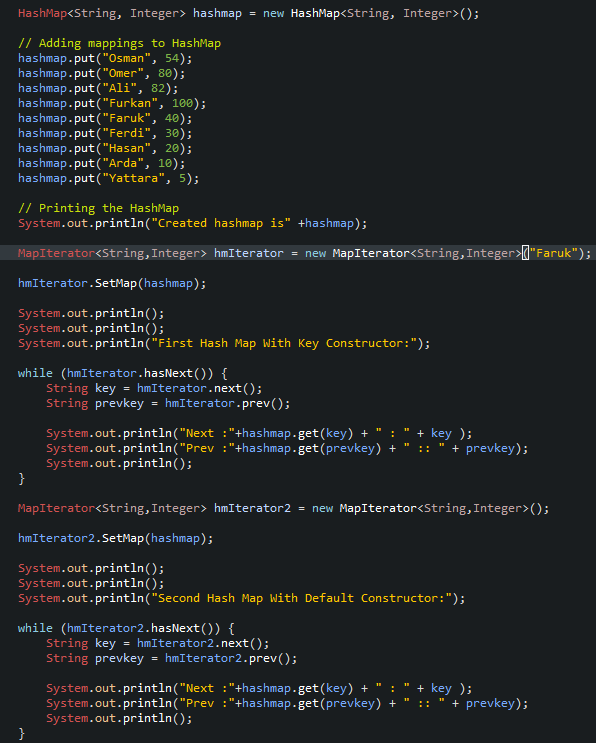 HashMap<String, Integer> hashmap = new HashMap<String, Integer>();
// Adding mappings to HashMap
hashmap.put("Osman", 54);
hashmap.put("Omer", 80);
hashmap.put("Ali", 82);
hashmap.put("Furkan", 100);
hashmap.put("Faruk", 40);
hashmap.put("Ferdi", 30);
hashmap.put("Hasan", 20);
hashmap.put("Arda", 10);
hashmap.put("Yattara", 5);
// Printing the HashMap
System.out.println("Created hashmap is" +hashmap);
MapIterator<String,Integer> hmIterator = new MapIterator<String,Integer>("Faruk");
hmIterator.SetMap(hashmap);
System.out.println();
System.out.println();
System.out.println("First Hash Map With Key Constructor:");
while (hmIterator.hasNext()) {
String key = hmIterator.next();
String prevkey = hmIterator.prev();
System.out.println("Next :"+hashmap.get(key) + " : " + key );
System.out.println("Prev :"+hashmap.get(prevkey) + " :: " + prevkey);
System.out.println();
}
MapIterator<String,Integer> hmIterator2 = new MapIterator<String,Integer>();
hmIterator2.SetMap(hashmap);
System.out.println();
System.out.println();
System.out.println("Second Hash Map With Default Constructor:");
while (hmIterator2.hasNext()) {
String key = hmIterator2.next();
String prevkey = hmIterator2.prev();
System.out.println("Next :"+hashmap.get(key) + " : " + key );
System.out.println("Prev :"+hashmap.get(prevkey) + " :: " + prevkey);
System.out.println();
}